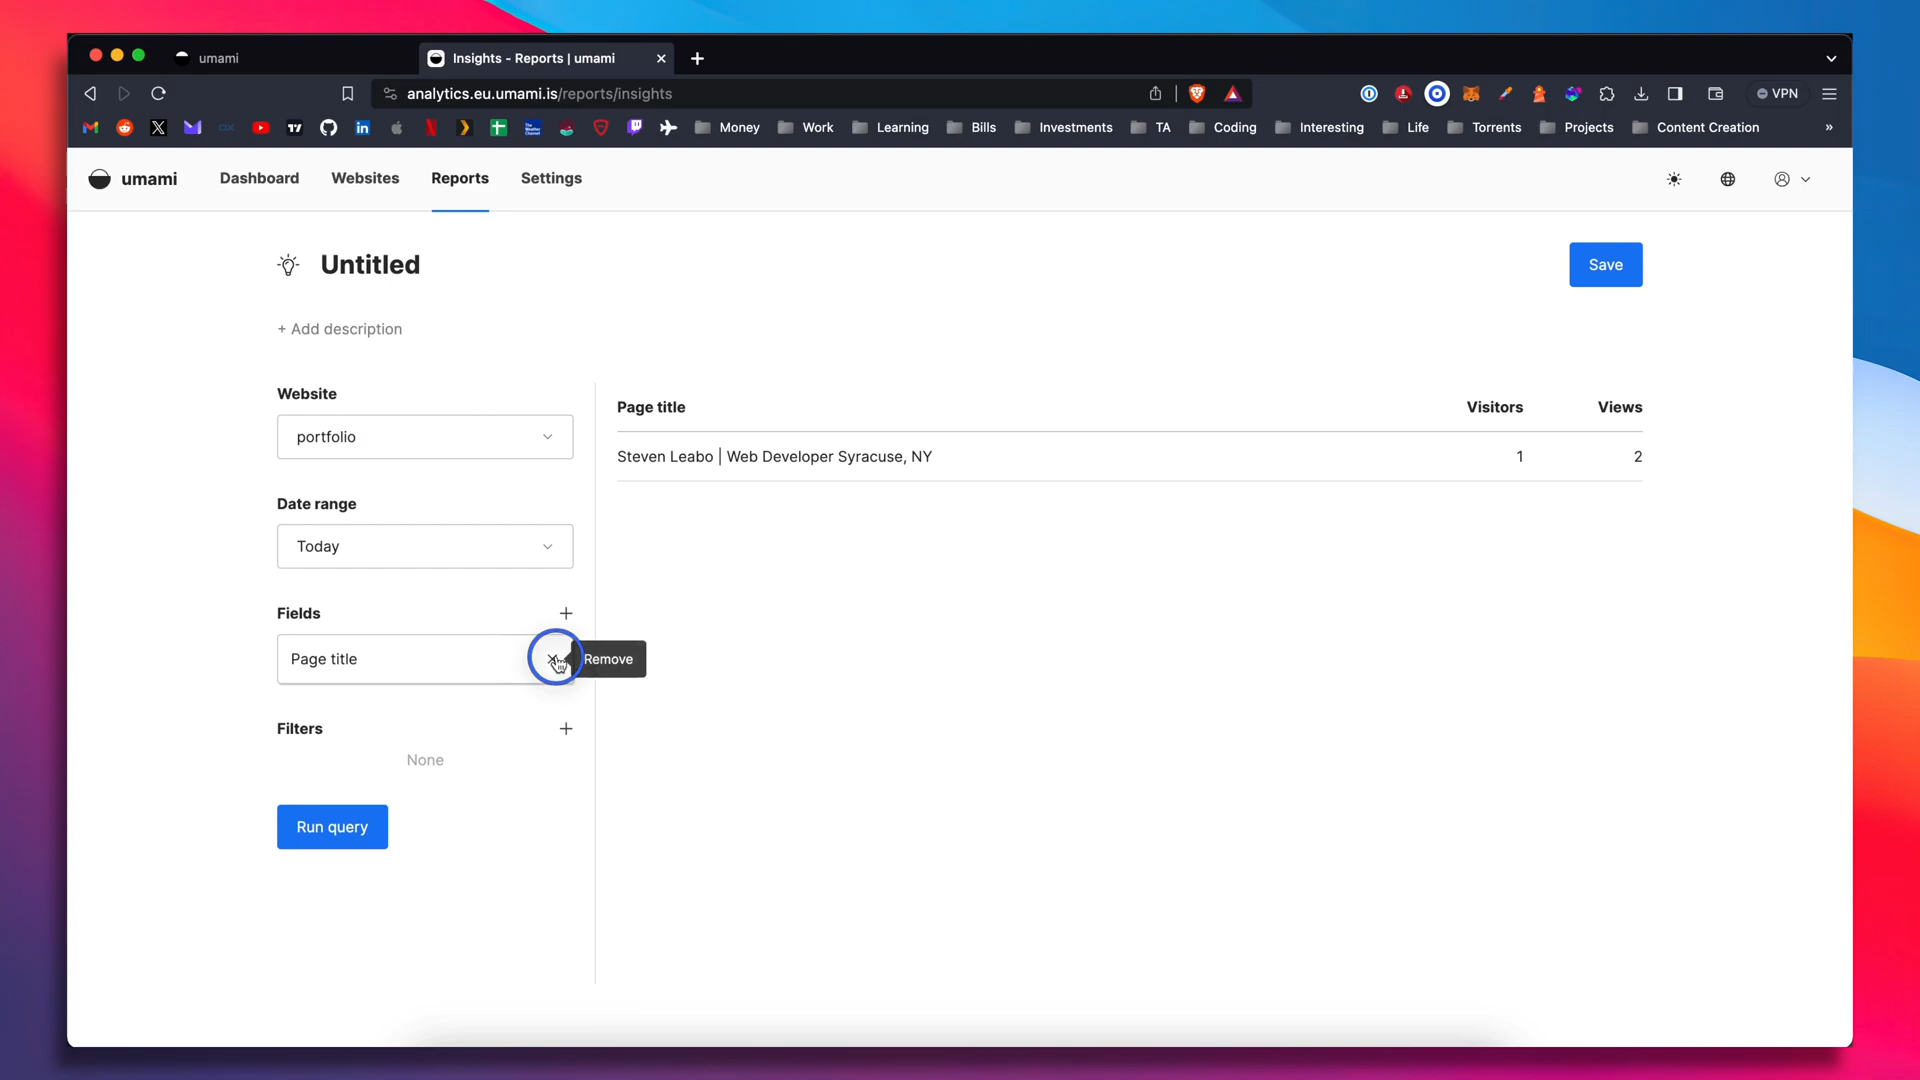 umami
Insights - Reports | umami
analytics.eu.umami.is/reports/insights
VPN
Money
Work
Learning
Bills
Investments
TA
Coding
Interesting
Life
Torrents
Projects
Content Creation
»
umami
Dashboard
Websites
Reports
Settings
Untitled
Save
+ Add description
Website
portfolio
Page title Visitors Views
Steven Leabo | Web Developer Syracuse, NY 1 2
Date range
Today
Fields
Page title
Remove
Filters
None
Run query